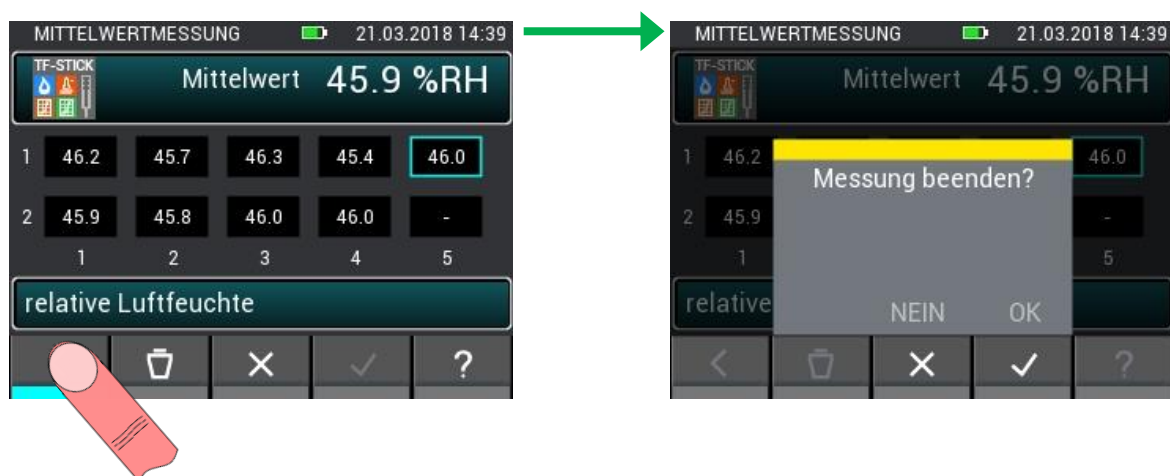 MITTELWERTMESSUNG 21.03.2018 14:39
TF-STICK
Mittelwert 45.9 %RH
1 46.2 45.7 46.3 45.4 46.0
2 45.9 45.8 46.0 46.0 -
1 2 3 4 5
relative Luftfeuchte
?
MITTELWERTMESSUNG 21.03.2018 14:39
TF-STICK
Mittelwert 45.9 %RH
1 46.2 46.0
Messung beenden?
2 45.9 -
1 5
relative
NEIN OK
?